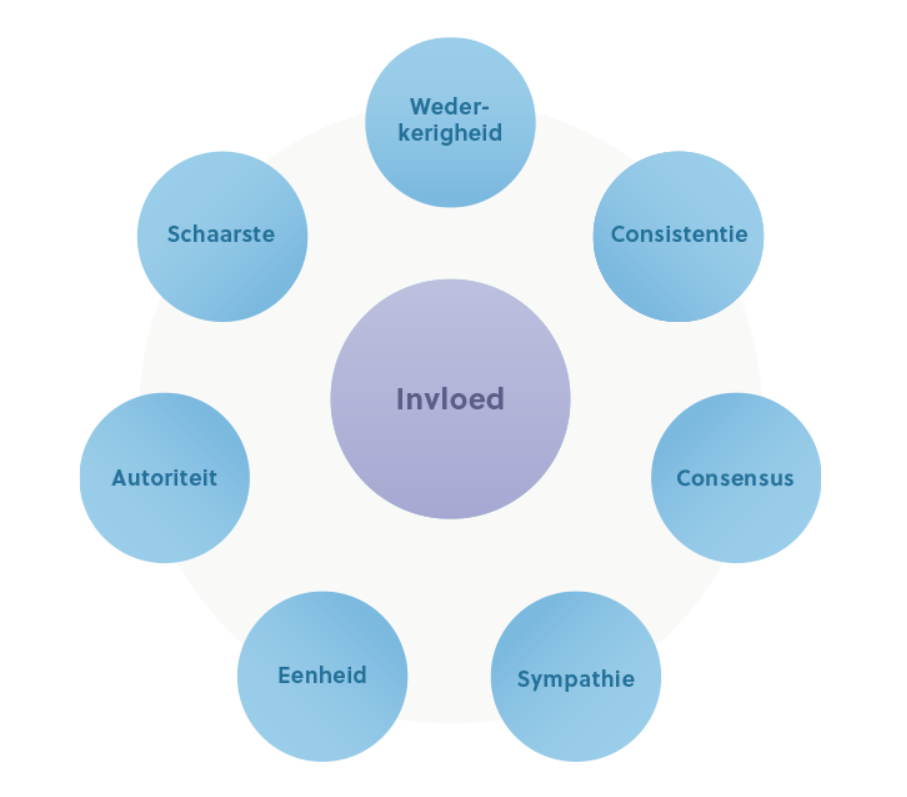 Weder-
kerigheid
Schaarste
Consistentie
Invloed
Autoriteit
Consensus
Eenheid
Sympathie